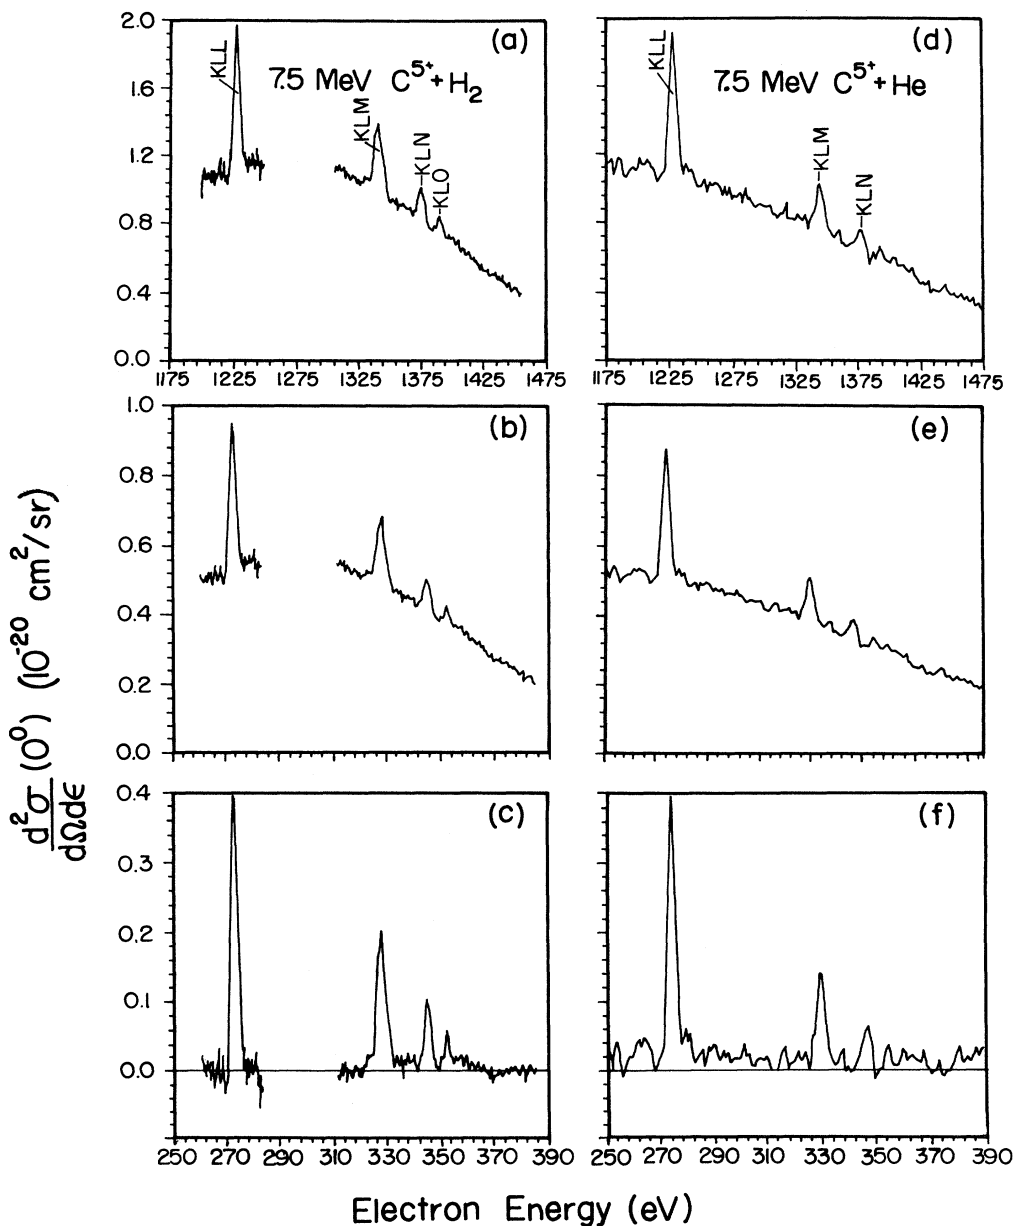 2.0
1.6
1.2
0.8
0.4
0.0
(a)
KLL
7.5 MeV C5+ + H2
KLM
KLN
KLO
1175 1225 1275 1325 1375 1425 1475
(d)
KLL
7.5 MeV C5+ + He
KLM
KLN
1175 1225 1275 1325 1375 1425 1475
1.0
0.8
0.6
0.4
0.2
0.0
(b)
(e)
d²σ/dΩdϵ (0⁰) (10⁻²⁰ cm²/sr)
0.4
0.3
0.2
0.1
0.0
(c)
250 270 290 310 330 350 370 390
(f)
250 270 290 310 330 350 370 390
Electron Energy (eV)